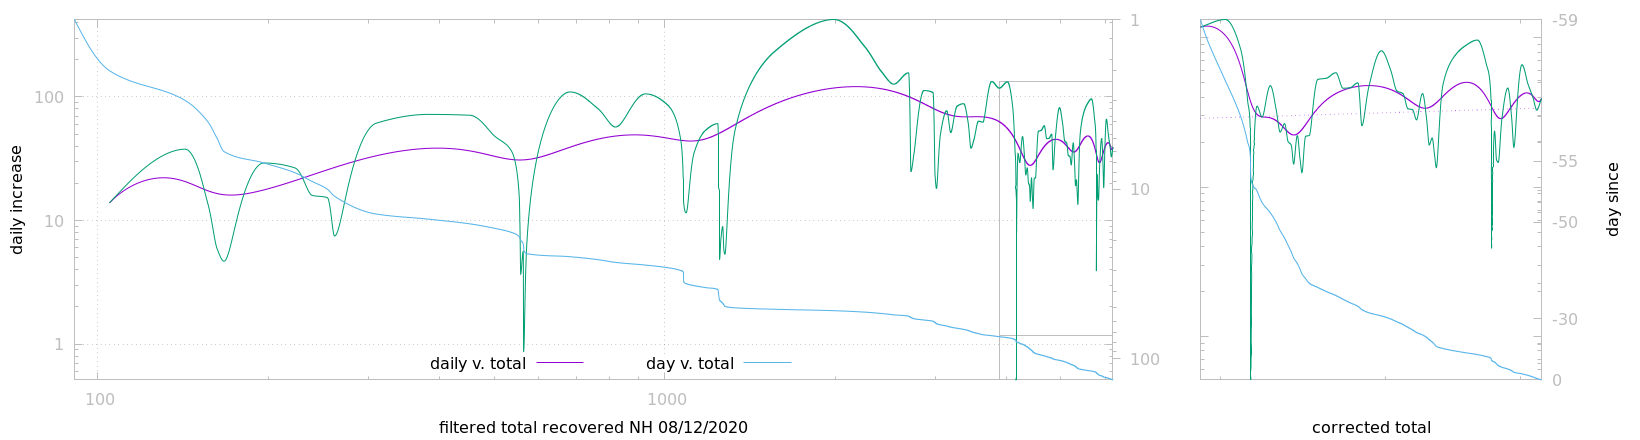 daily increase
100
10
1
100
1000
1
10
100
daily v. total
day v. total
filtered total recovered NH 08/12/2020
-59
-55
-50
-30
0
day since
corrected total